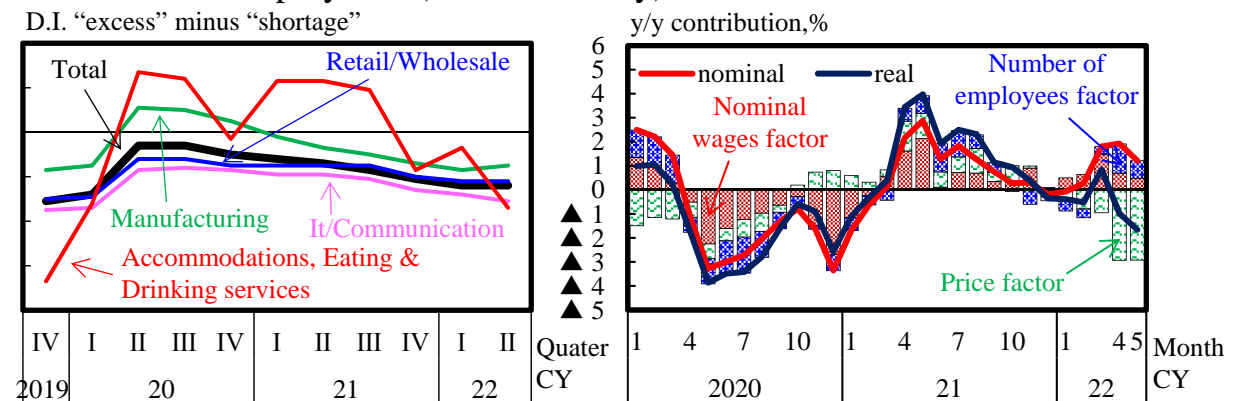 D.I. “excess” minus “shortage”
Total
Retail/Wholesale
Manufacturing
It/Communication
Accommodations, Eating &
Drinking services
IV I II III IV I II III IV I II Quater
2019 20 21 22 CY
y/y contribution,%
6
5
4
3
2
1
0
▲ 1
▲ 2
▲ 3
▲ 4
▲ 5
nominal real
Number of
employees factor
Nominal
wages factor
Price factor
1 4 7 10 1 4 7 10 1 4 5 Month
2020 21 22 CY